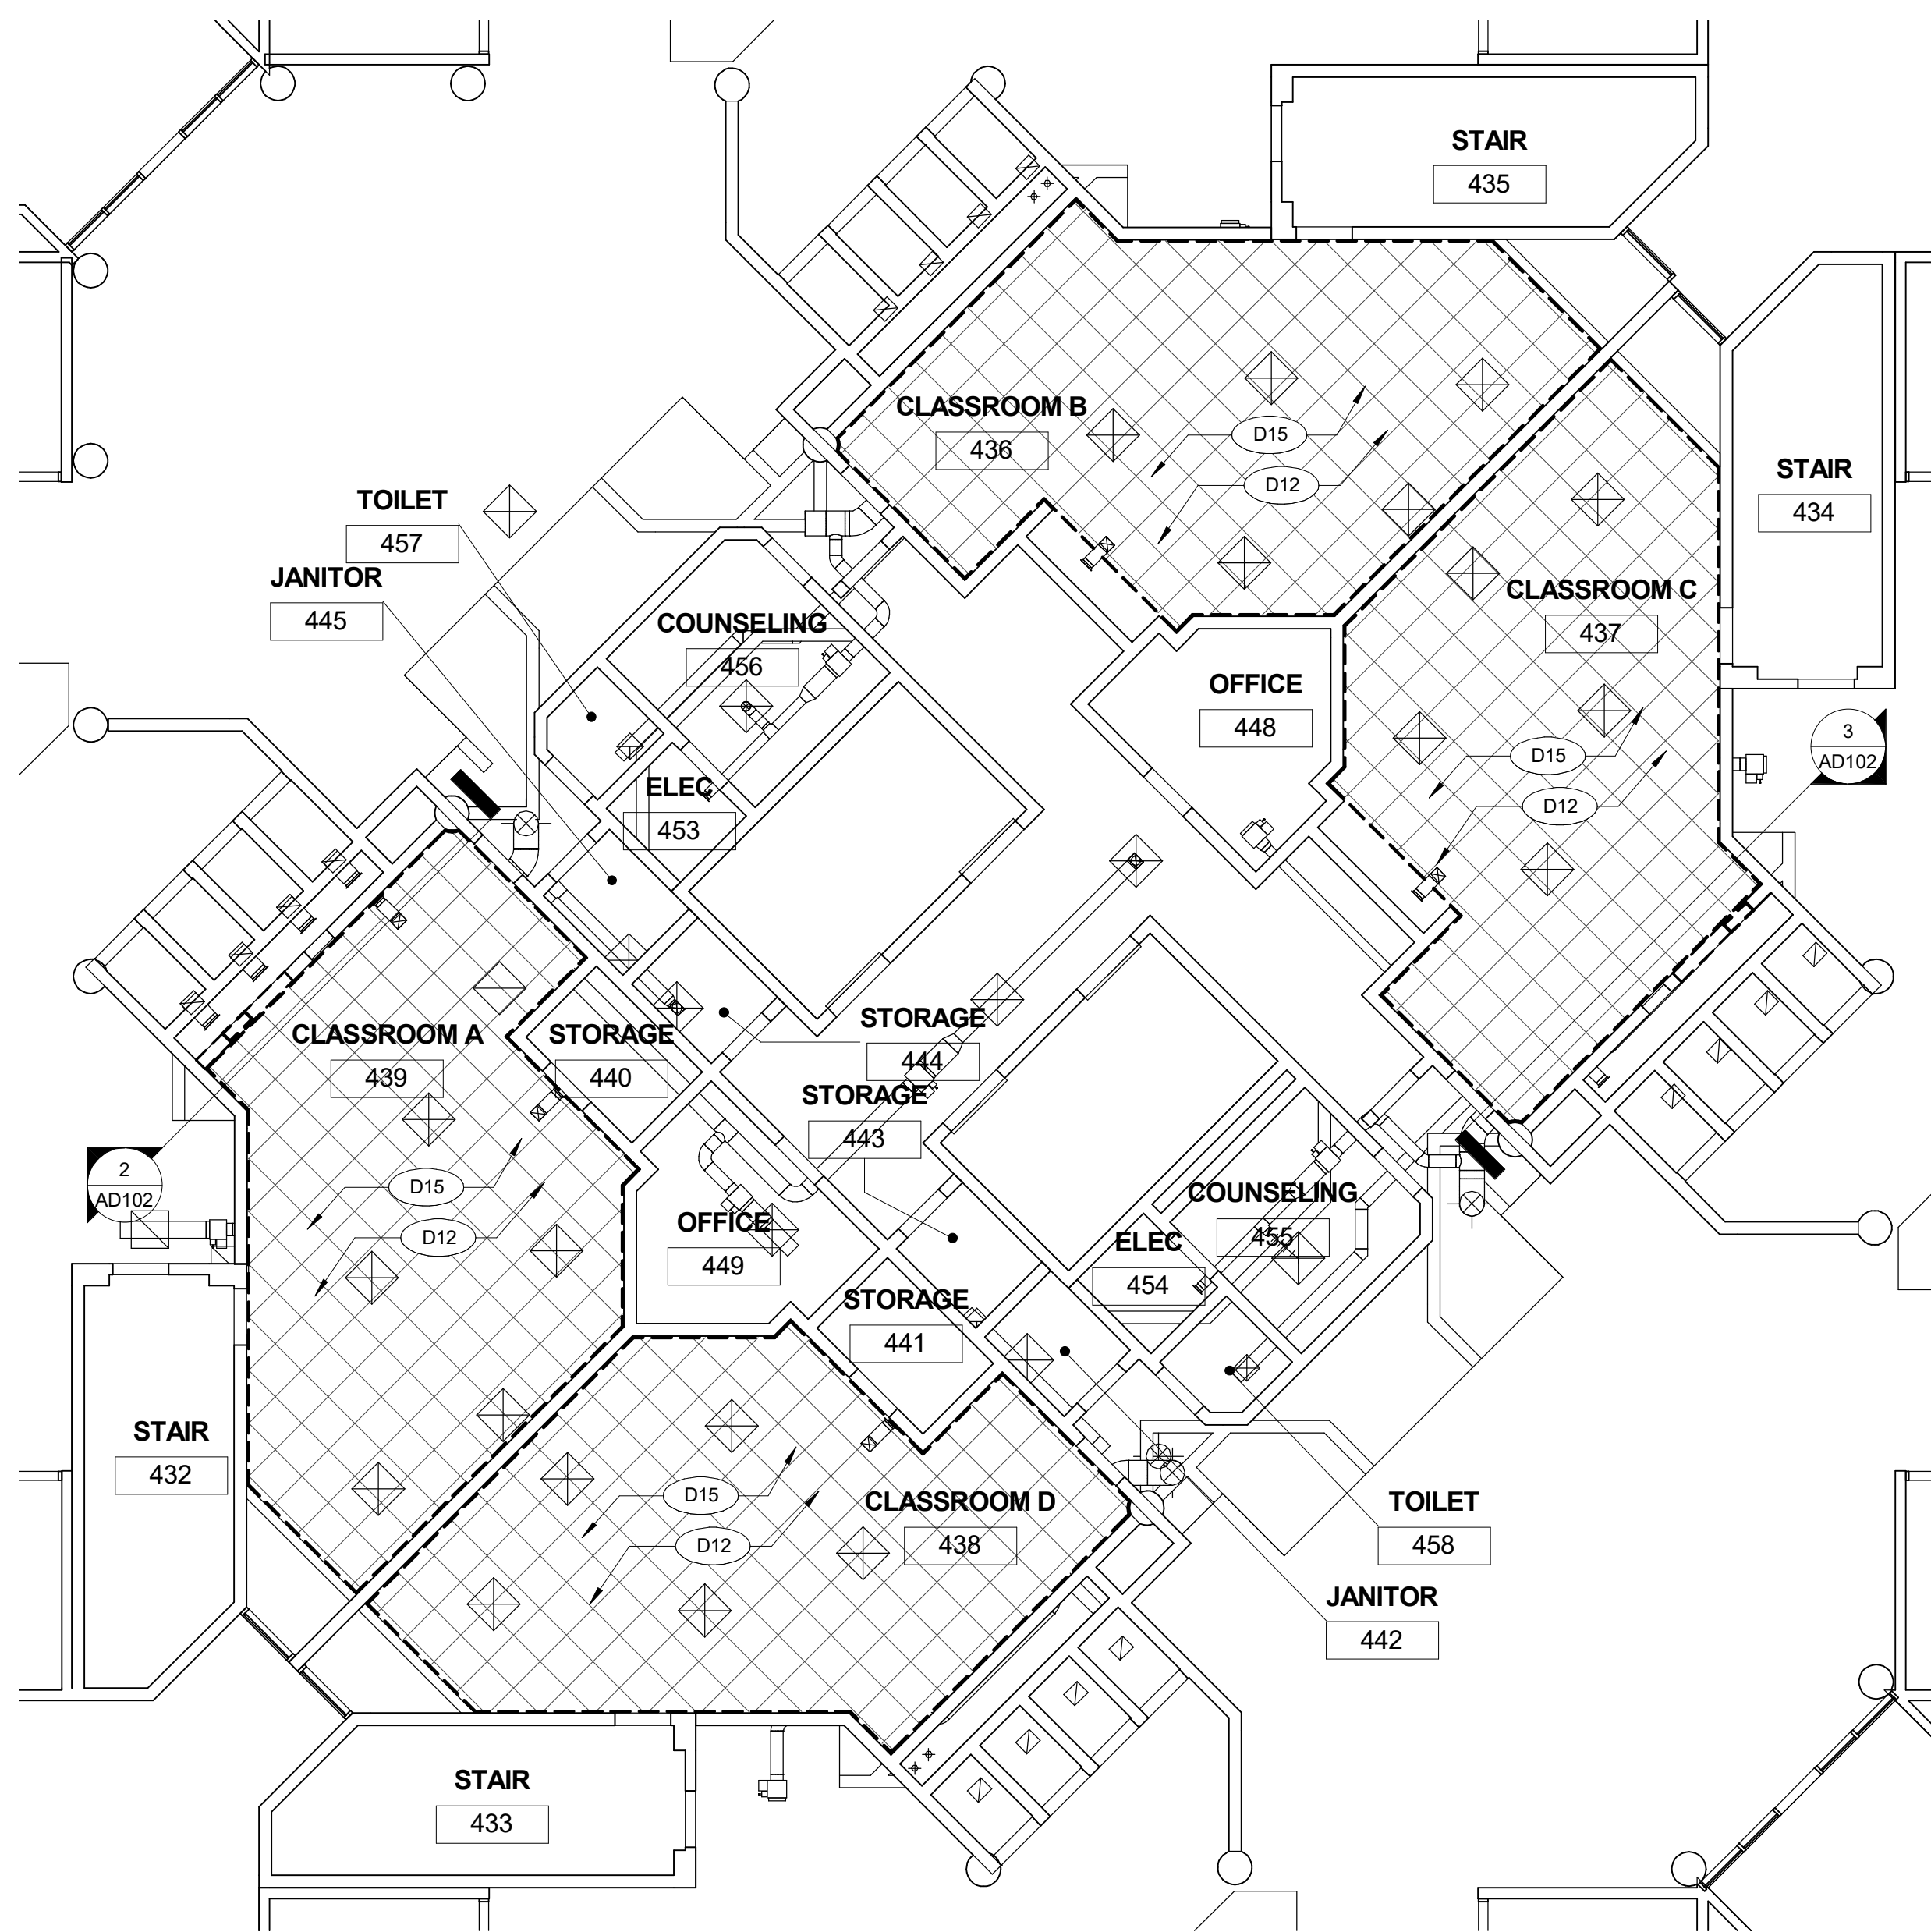 STAIR
435
CLASSROOM B
436
D15
D12
STAIR
434
TOILET
457
JANITOR
445
COUNSELING
456
CLASSROOM C
437
OFFICE
448
D15
D12
3
AD102
ELEC
453
STORAGE
444
CLASSROOM A
439
STORAGE
440
STORAGE
443
2
AD102
D15
D12
OFFICE
449
COUNSELING
455
ELEC
454
STORAGE
441
STAIR
432
D15
D12
CLASSROOM D
438
TOILET
458
JANITOR
442
STAIR
433